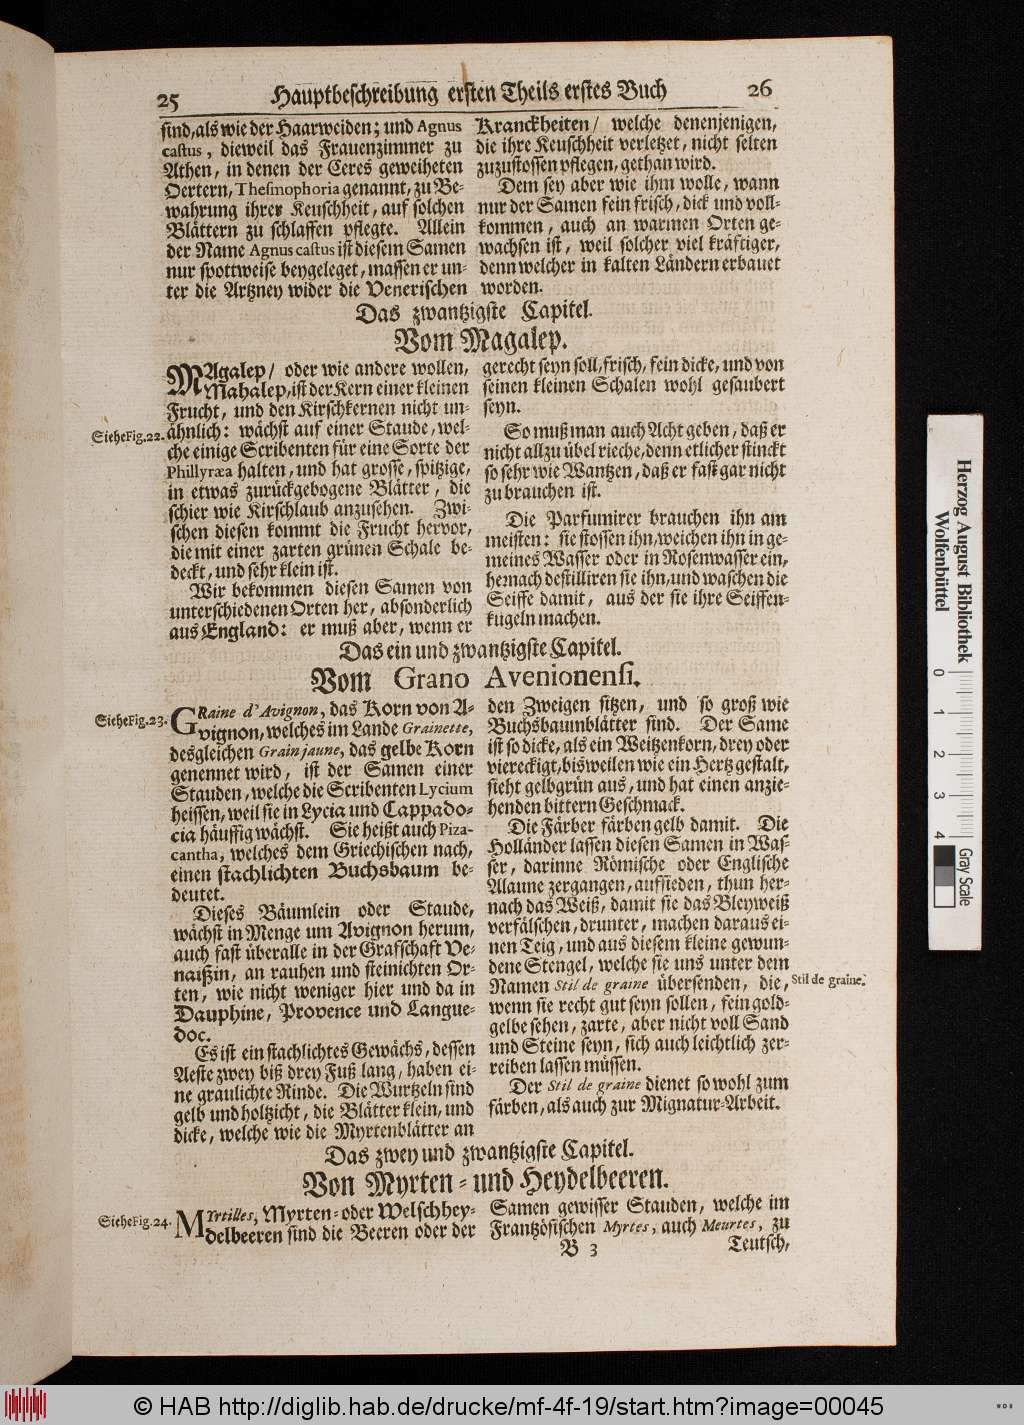 25
Hauptbeschreibung ersten Theils erstes Buch
26
sind, als wie der Haarweiden; und Agnus
castus, dieweil das Frauenzimmer zu
Athen, in denen der Ceres geweiheten
Oertern, Thesmophoria genannt, zu Be-
wahrung ihrer Keuschheit, auf solchen
Blättern zu schlaffen pflegte. Allein
der Name Agnus castus ist diesem Samen
nur spottweise beygeleget, massen er un-
ter die Artzney wider die Venerischen
Kranckheiten / welche denenjenigen,
die ihre Keuschheit verletzet, nicht selten
zuzustossen pflegen, gethan wird.
Dem sey aber wie ihm wolle, wann
nur der Samen fein frisch, dick und voll-
kommen, auch an warmen Orten ge-
wachsen ist, weil solcher viel kräftiger,
denn welcher in kalten Ländern erbauet
worden.
Das zwantzigste Capitel.
Vom Magalep.
MAgalep / oder wie andere wollen,
Mahalep, ist der Kern einer kleinen
Frucht, und den Kirschkernen nicht un-
Siehe Fig. 22.
ähnlich: wächst auf einer Staude, wel-
che einige Scribenten für eine Sorte der
Phillyræa halten, und hat grosse, spitzige,
in etwas zurückgebogene Blätter, die
schier wie Kirschlaub anzusehen. Zwi-
schen diesen kommt die Frucht hervor,
die mit einer zarten grünen Schale be-
deckt, und sehr klein ist.
Wir bekommen diesen Samen von
unterschiedenen Orten her, absonderlich
aus England: er muß aber, wenn er
gerecht seyn soll, frisch, fein dicke, und von
seinen kleinen Schalen wohl gesaubert
seyn.
So muß man auch Acht geben, daß er
nicht allzu übel rieche, denn etlicher stinckt
so sehr wie Wantzen, daß er fast gar nicht
zu brauchen ist.
Die Parfumirer brauchen ihn am
meisten: sie stossen ihn, weichen ihn in ge-
meines Wasser oder in Rosenwasser ein,
hernach destilliren sie ihn, und waschen die
Seiffe damit, aus der sie ihre Seiffen-
kugeln machen.
Das ein und zwantzigste Capitel.
Vom Grano Avenionensi.
Siehe Fig. 23.
GRaine d'Avignon, das Korn von A-
vignon, welches im Lande Grainette,
desgleichen Grain jaune, das gelbe Korn
genennet wird, ist der Samen einer
Stauden, welche die Scribenten Lycium
heissen, weil sie in Lycia und Cappado-
cia häuffig wächst. Sie heißt auch Piza-
cantha, welches dem Griechischen nach,
einen stachlichten Buchsbaum be-
deutet.
Dieses Bäumlein oder Staude,
wächst in Menge um Avignon herum,
auch fast überalle in der Grafschaft Ve-
naißin, an rauhen und steinichten Or-
ten, wie nicht weniger hier und da in
Dauphine, Provence und Langue-
doc.
Es ist ein stachlichtes Gewächs, dessen
Aeste zwey biß drey Fuß lang, haben ei-
ne graulichte Rinde. Die Wurtzeln sind
gelb und holtzicht, die Blätter klein, und
dicke, welche wie die Myrtenblätter an
den Zweigen sitzen, und so groß wie
Buchsbaumblätter sind. Der Same
ist so dicke, als ein Weitzenkorn, drey oder
viereckigt, bisweilen wie ein Hertz gestalt,
sieht gelbgrün aus, und hat einen anzie-
henden bittern Geschmack.
Die Färber färben gelb damit. Die
Holländer lassen diesen Samen in Was-
ser, darinne Römische oder Englische
Alaune zergangen, aufsieden, thun her-
nach das Weiß, damit sie das Bleyweiß
verfälschen, drunter, machen daraus ei-
nen Teig, und aus diesem kleine gewun-
dene Stengel, welche sie uns unter dem
Namen Stil de graine übersenden, die,
Stil de graine.
wenn sie recht gut seyn sollen, fein gold-
gelbe sehen, zarte, aber nicht voll Sand
und Steine seyn, sich auch leichtlich zer-
reiben lassen müssen.
Der Stil de graine dienet so wohl zum
färben, als auch zur Mignatur-Arbeit.
Das zwey und zwantzigste Capitel.
Von Myrten- und Heydelbeeren.
Siehe Fig. 24.
MYrtilles, Myrten- oder Welschhey-
delbeeren sind die Beeren oder der
Samen gewisser Stauden, welche im
Frantzösischen Myrtes, auch Meurtes, zu
B 3
Teutsch,
Herzog August Bibliothek
Wolfenbüttel
0 1 2 3 4
Gray Scale
© HAB http://diglib.hab.de/drucke/mf-4f-19/start.htm?image=00045
WDB